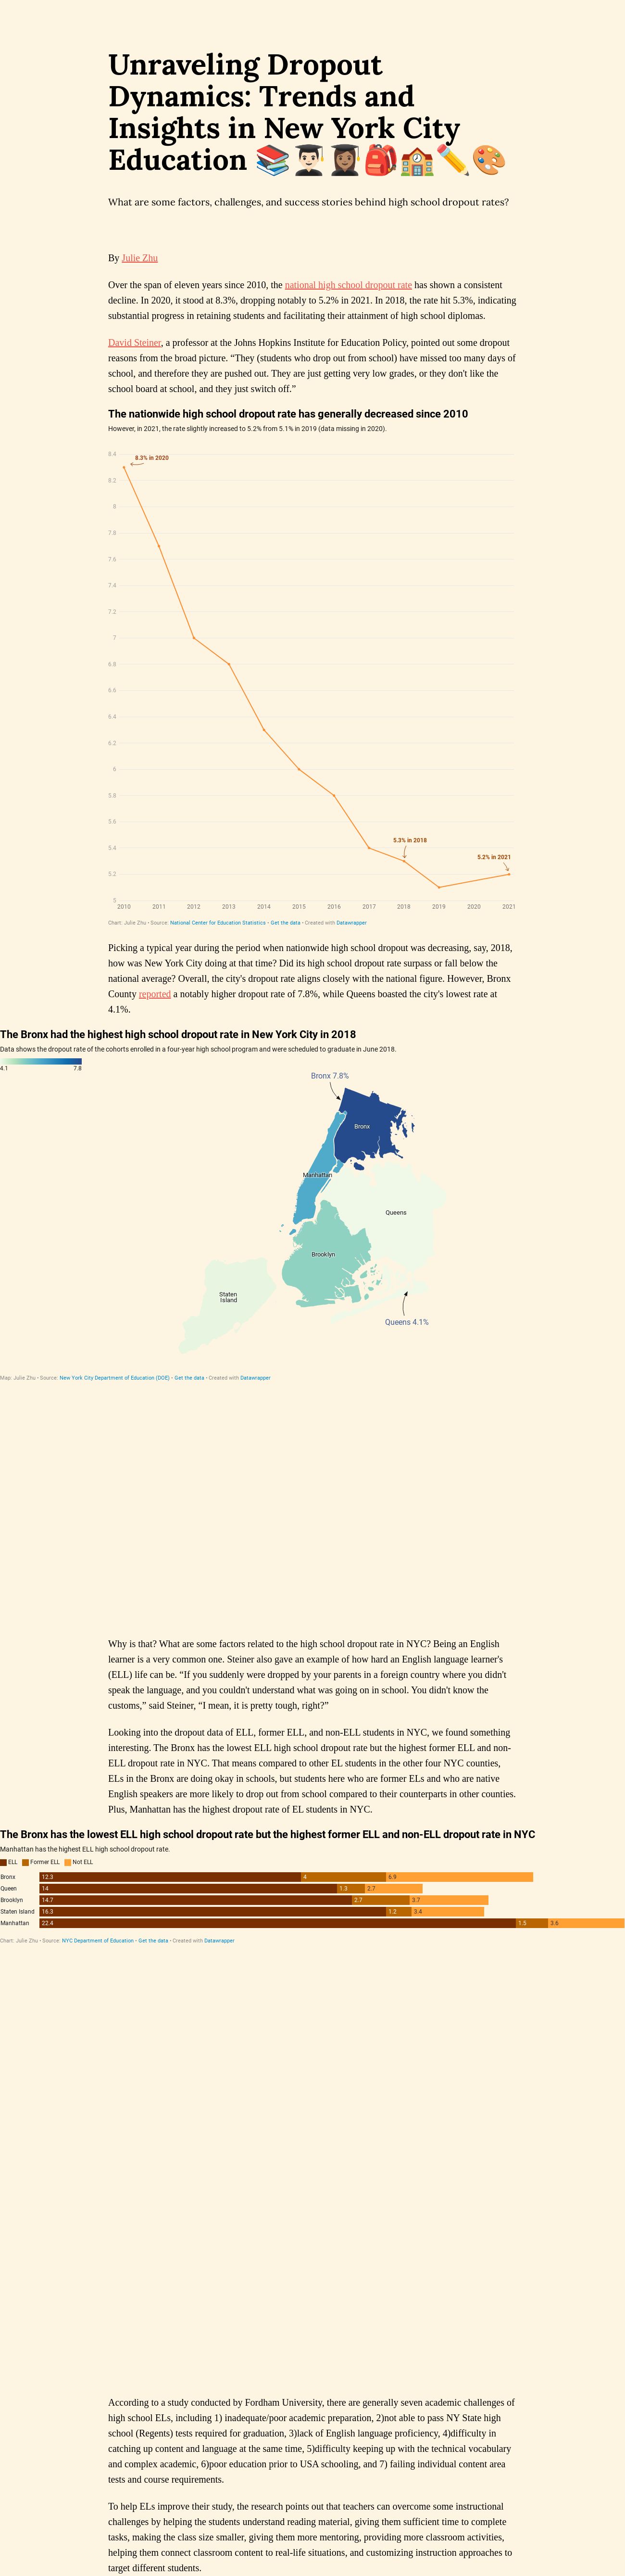 Unraveling Dropout
Dynamics: Trends and
Insights in New York City
Education 📚👨🏻‍🎓👩🏽‍🎓🎒🏫✏️🎨
What are some factors, challenges, and success stories behind high school dropout rates?
By Julie Zhu
Over the span of eleven years since 2010, the national high school dropout rate has shown a consistent
decline. In 2020, it stood at 8.3%, dropping notably to 5.2% in 2021. In 2018, the rate hit 5.3%, indicating
substantial progress in retaining students and facilitating their attainment of high school diplomas.
David Steiner, a professor at the Johns Hopkins Institute for Education Policy, pointed out some dropout
reasons from the broad picture. “They (students who drop out from school) have missed too many days of
school, and therefore they are pushed out. They are just getting very low grades, or they don't like the
school board at school, and they just switch off.”
The nationwide high school dropout rate has generally decreased since 2010
However, in 2021, the rate slightly increased to 5.2% from 5.1% in 2019 (data missing in 2020).
8.4
8.3% in 2020
8.2
8
7.8
7.6
7.4
7.2
7
6.8
6.6
6.4
6.2
6
5.8
5.6
5.4
5.3% in 2018
5.2% in 2021
5.2
5
2010 2011 2012 2013 2014 2015 2016 2017 2018 2019 2020 2021
Chart: Julie Zhu • Source: National Center for Education Statistics • Get the data • Created with Datawrapper
Picking a typical year during the period when nationwide high school dropout was decreasing, say, 2018,
how was New York City doing at that time? Did its high school dropout rate surpass or fall below the
national average? Overall, the city's dropout rate aligns closely with the national figure. However, Bronx
County reported a notably higher dropout rate of 7.8%, while Queens boasted the city's lowest rate at
4.1%.
The Bronx had the highest high school dropout rate in New York City in 2018
Data shows the dropout rate of the cohorts enrolled in a four-year high school program and were scheduled to graduate in June 2018.
4.1 7.8
Bronx 7.8%
Bronx
Manhattan
Queens
Brooklyn
Staten
Island
Queens 4.1%
Map: Julie Zhu • Source: New York City Department of Education (DOE) • Get the data • Created with Datawrapper
Why is that? What are some factors related to the high school dropout rate in NYC? Being an English
learner is a very common one. Steiner also gave an example of how hard an English language learner's
(ELL) life can be. “If you suddenly were dropped by your parents in a foreign country where you didn't
speak the language, and you couldn't understand what was going on in school. You didn't know the
customs,” said Steiner, “I mean, it is pretty tough, right?”
Looking into the dropout data of ELL, former ELL, and non-ELL students in NYC, we found something
interesting. The Bronx has the lowest ELL high school dropout rate but the highest former ELL and non-
ELL dropout rate in NYC. That means compared to other EL students in the other four NYC counties,
ELs in the Bronx are doing okay in schools, but students here who are former ELs and who are native
English speakers are more likely to drop out from school compared to their counterparts in other counties.
Plus, Manhattan has the highest dropout rate of EL students in NYC.
The Bronx has the lowest ELL high school dropout rate but the highest former ELL and non-ELL dropout rate in NYC
Manhattan has the highest ELL high school dropout rate.
ELL Former ELL Not ELL
Bronx 12.3 4 6.9
Queen 14 1.3 2.7
Brooklyn 14.7 2.7 3.7
Staten Island 16.3 1.2 3.4
Manhattan 22.4 1.5 3.6
Chart: Julie Zhu • Source: NYC Department of Education • Get the data • Created with Datawrapper
According to a study conducted by Fordham University, there are generally seven academic challenges of
high school ELs, including 1) inadequate/poor academic preparation, 2)not able to pass NY State high
school (Regents) tests required for graduation, 3)lack of English language proficiency, 4)difficulty in
catching up content and language at the same time, 5)difficulty keeping up with the technical vocabulary
and complex academic, 6)poor education prior to USA schooling, and 7) failing individual content area
tests and course requirements.
To help ELs improve their study, the research points out that teachers can overcome some instructional
challenges by helping the students understand reading material, giving them sufficient time to complete
tasks, making the class size smaller, giving them more mentoring, providing more classroom activities,
helping them connect classroom content to real-life situations, and customizing instruction approaches to
target different students.